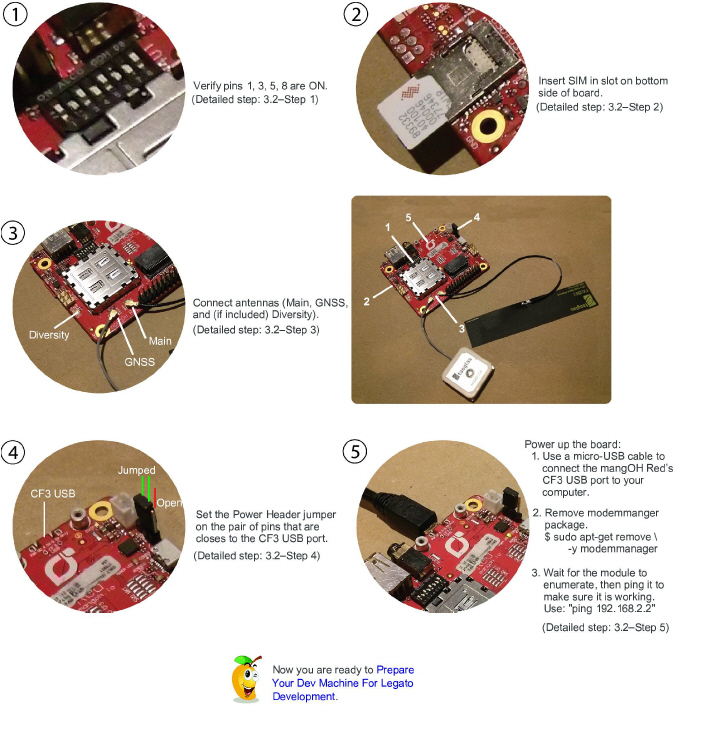 1
Verify pins 1, 3, 5, 8 are ON.
(Detailed step: 3.2–Step 1)
2
Insert SIM in slot on bottom
side of board.
(Detailed step: 3.2–Step 2)
3
Diversity
Main
GNSS
Connect antennas (Main, GNSS,
and (if included) Diversity).
(Detailed step: 3.2–Step 3)
1
5
4
2
3
4
Jumped
CF3 USB
Open
Set the Power Header jumper
on the pair of pins that are
closes to the CF3 USB port.
(Detailed step: 3.2–Step 4)
5
Power up the board:
1. Use a micro-USB cable to
connect the mangOH Red's
CF3 USB port to your
computer.
2. Remove modemmanger
package.
$ sudo apt-get remove \
-y modemmanager
3. Wait for the module to
enumerate, then ping it to
make sure it is working.
Use: "ping 192.168.2.2"
(Detailed step: 3.2–Step 5)
Now you are ready to Prepare
Your Dev Machine For Legato
Development.